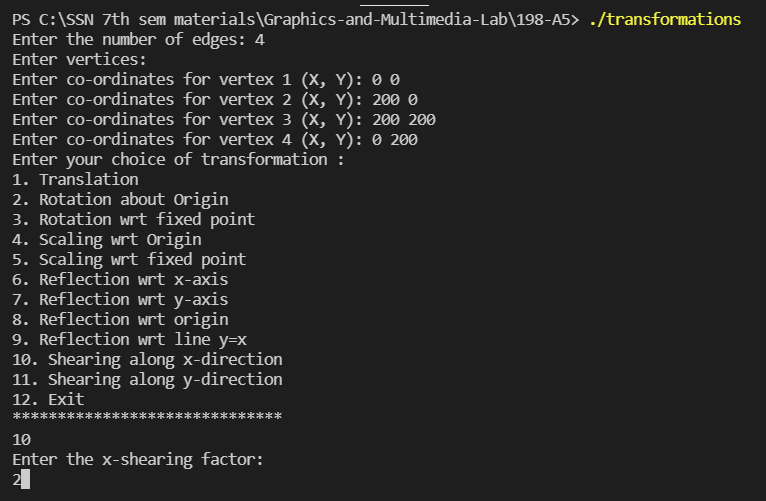 PS C:\SSN 7th sem materials\Graphics-and-Multimedia-Lab\198-A5> ./transformations
Enter the number of edges: 4
Enter vertices:
Enter co-ordinates for vertex 1 (X, Y): 0 0
Enter co-ordinates for vertex 2 (X, Y): 200 0
Enter co-ordinates for vertex 3 (X, Y): 200 200
Enter co-ordinates for vertex 4 (X, Y): 0 200
Enter your choice of transformation :
1. Translation
2. Rotation about Origin
3. Rotation wrt fixed point
4. Scaling wrt Origin
5. Scaling wrt fixed point
6. Reflection wrt x-axis
7. Reflection wrt y-axis
8. Reflection wrt origin
9. Reflection wrt line y=x
10. Shearing along x-direction
11. Shearing along y-direction
12. Exit
******************************
10
Enter the x-shearing factor:
2